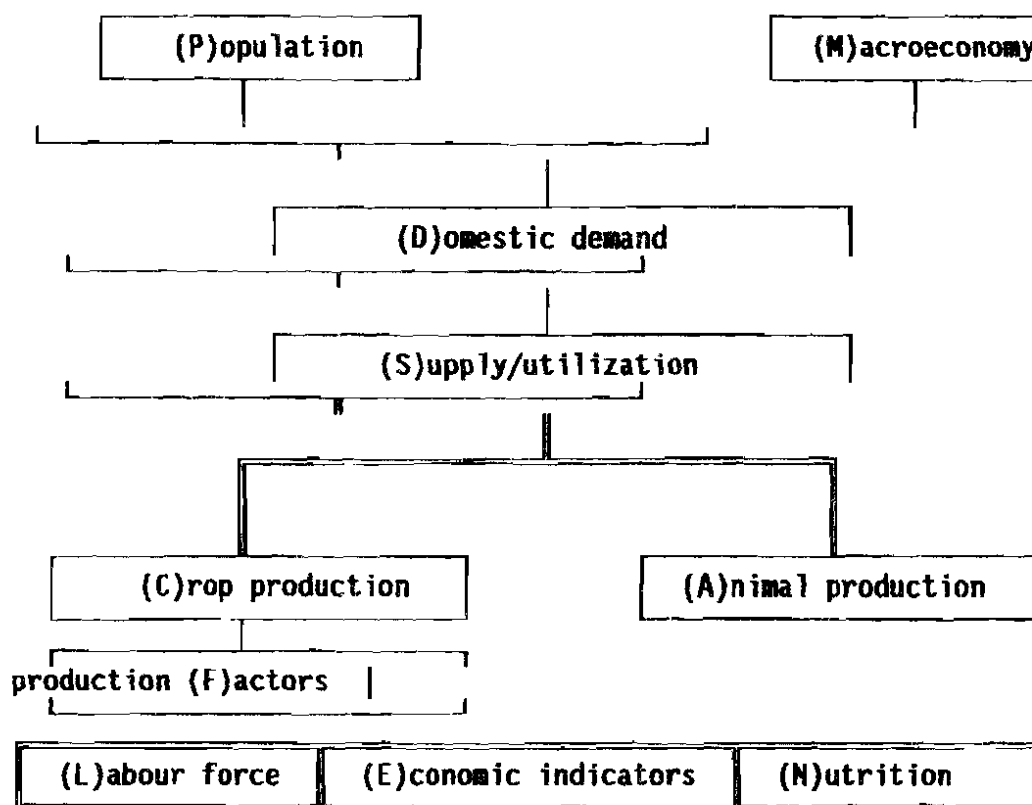 (P)opulation (M)acroeconomy
(D)omestic demand
(S)upply/utilization
(C)rop production (A)nimal production
production (F)actors
(L)abour force (E)conomic indicators (N)utrition